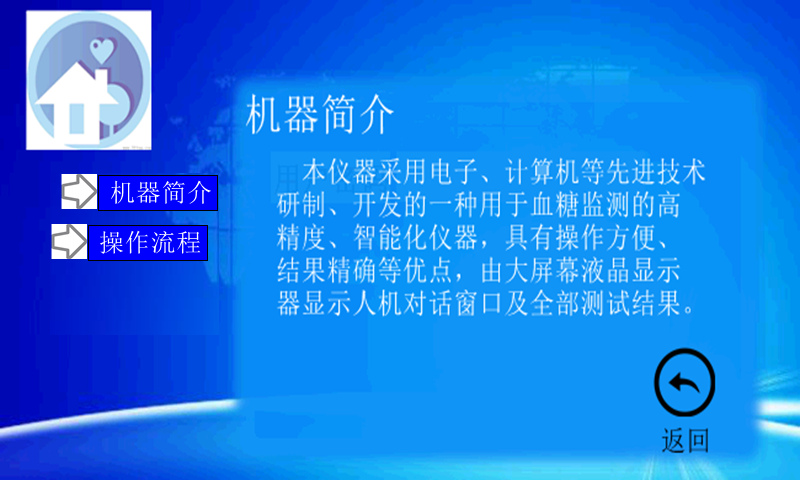 机器简介
本仪器采用电子、计算机等先进技术
研制、开发的一种用于血糖监测的高
精度、智能化仪器，具有操作方便、
结果精确等优点，由大屏幕液晶显示
器显示人机对话窗口及全部测试结果。
机器简介
操作流程
返回